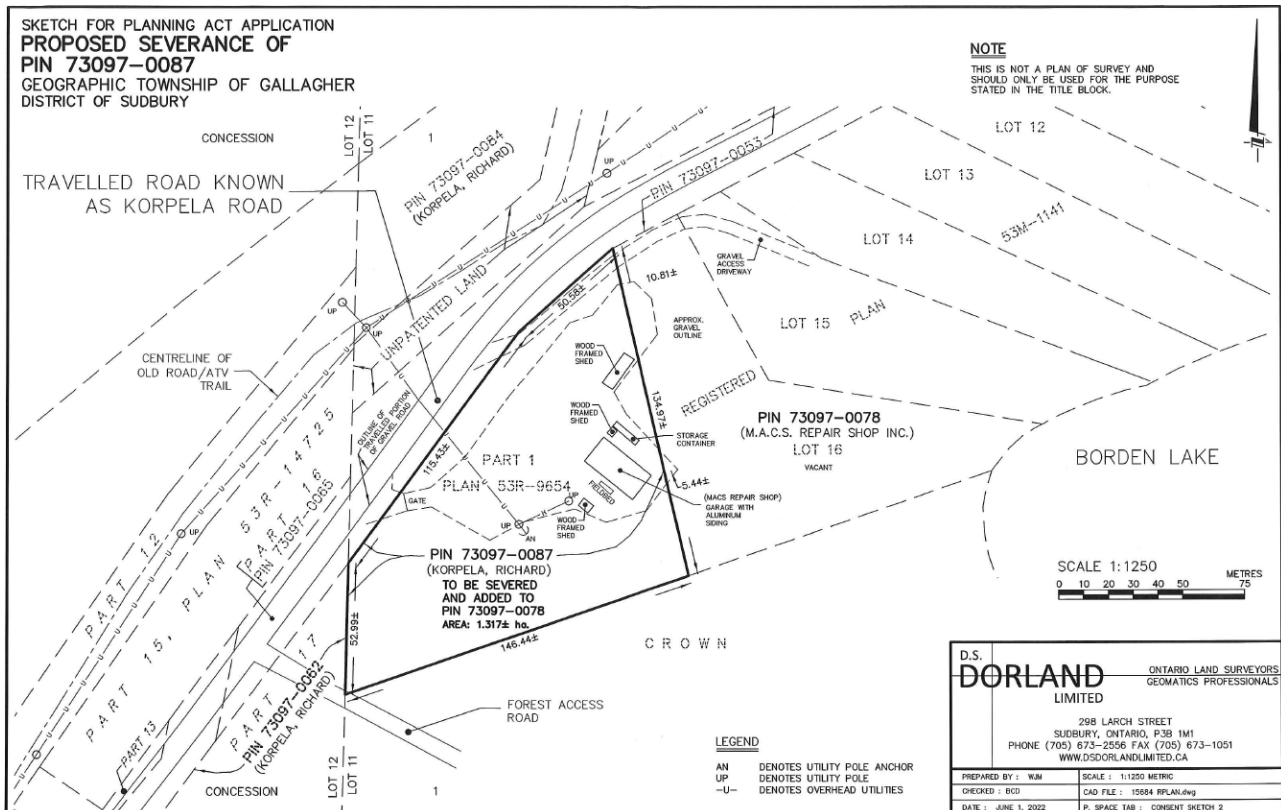 SKETCH FOR PLANNING ACT APPLICATION
PROPOSED SEVERANCE OF
PIN 73097-0087
GEOGRAPHIC TOWNSHIP OF GALLAGHER
DISTRICT OF SUDBURY
NOTE
THIS IS NOT A PLAN OF SURVEY AND
SHOULD ONLY BE USED FOR THE PURPOSE
STATED IN THE TITLE BLOCK.
CONCESSION
LOT 12
LOT 11
1
PIN 73097-0084
(KORPELA, RICHARD)
TRAVELLED ROAD KNOWN
AS KORPELA ROAD
UP
PIN 73097-0053
LOT 12
LOT 13
53M-1141
LOT 14
GRAVEL
ACCESS
DRIVEWAY
LOT 15
PLAN
REGISTERED
UP
UP
UNPATENTED LAND
CENTRELINE OF
OLD ROAD/ATV
TRAIL
50.58±
10.81±
APPROX.
GRAVEL
OUTLINE
WOOD
FRAMED
SHED
WOOD
FRAMED
SHED
STORAGE
CONTAINER
134.97±
PIN 73097-0078
(M.A.C.S. REPAIR SHOP INC.)
LOT 16
VACANT
BORDEN LAKE
OUTLINE OF
TRAVELLED PORTION
OF GRAVEL ROAD
115.43±
PART 1
PLAN 53R-9654
GATE
FIELDBED
5.44±
(MACS REPAIR SHOP)
GARAGE WITH
ALUMINUM
SIDING
UP
UP
AN
WOOD
FRAMED
SHED
PART 12
UP
PART 15, PLAN 53R-14725
PART 16
PIN 73097-0065
PIN 73097-0087
(KORPELA, RICHARD)
TO BE SEVERED
AND ADDED TO
PIN 73097-0078
AREA: 1.317± ha.
52.99±
146.44±
CROWN
PART 17
PIN 73097-0062
(KORPELA, RICHARD)
PART 13
FOREST ACCESS
ROAD
CONCESSION
LOT 12
LOT 11
1
SCALE 1:1250
METRES
0 10 20 30 40 50 75
LEGEND
AN DENOTES UTILITY POLE ANCHOR
UP DENOTES UTILITY POLE
-U- DENOTES OVERHEAD UTILITIES
D.S.
DORLAND
LIMITED
ONTARIO LAND SURVEYORS
GEOMATICS PROFESSIONALS
298 LARCH STREET
SUDBURY, ONTARIO, P3B 1M1
PHONE (705) 673-2556 FAX (705) 673-1051
WWW.DSDORLANDLIMITED.CA
PREPARED BY : WJM
SCALE : 1:1250 METRIC
CHECKED : BCD
CAD FILE : 15684 RPLAN.dwg
DATE : JUNE 1, 2022
P. SPACE TAB : CONSENT SKETCH 2